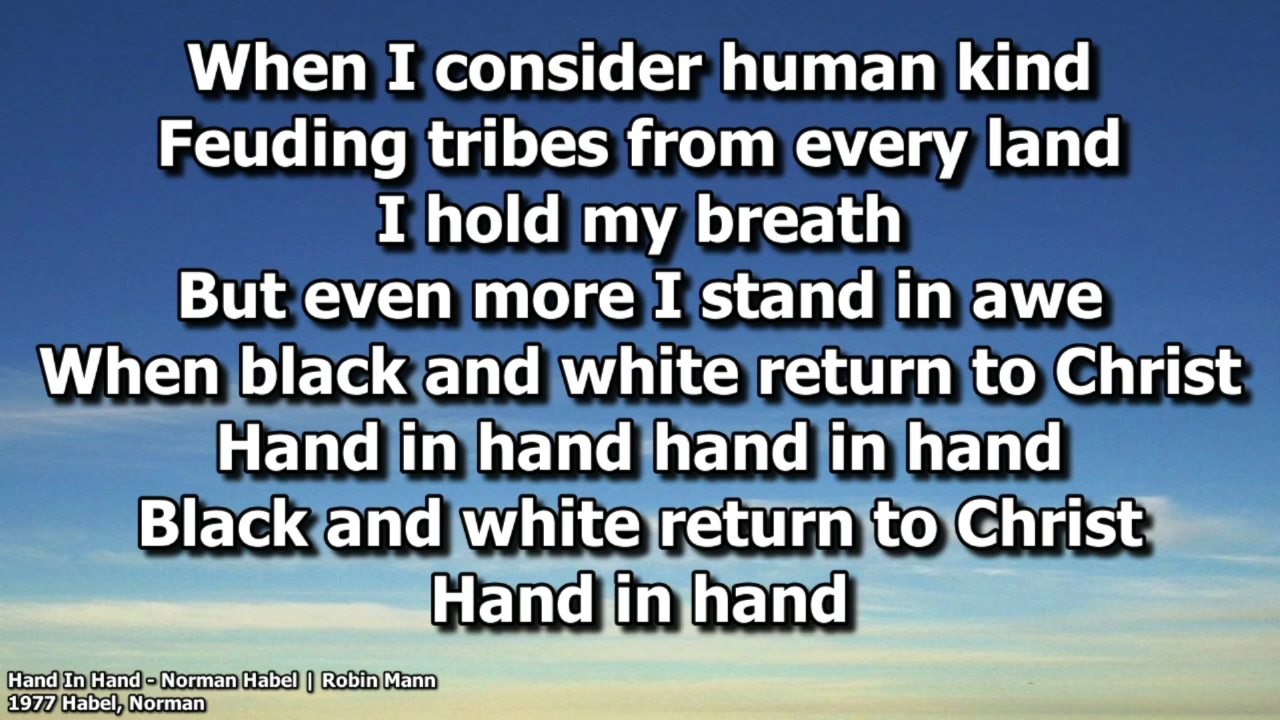 When I consider human kind
Feuding tribes from every land
I hold my breath
But even more I stand in awe
When black and white return to Christ
Hand in hand hand in hand
Black and white return to Christ
Hand in hand
Hand In Hand - Norman Habel | Robin Mann
1977 Habel, Norman